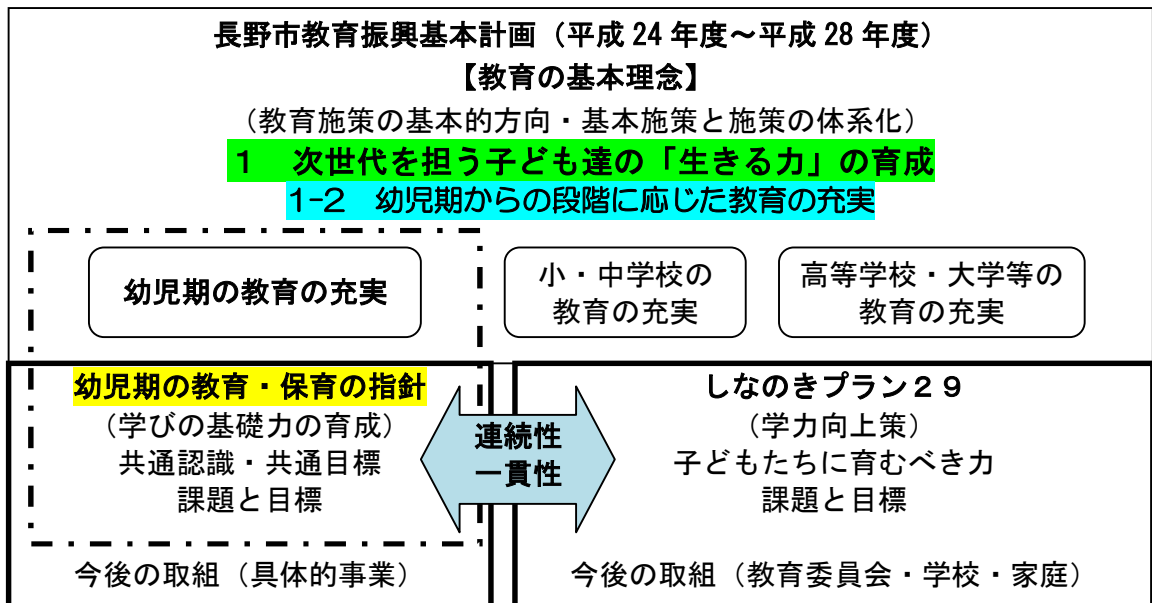 長野市教育振興基本計画（平成 24 年度～平成 28 年度）
【教育の基本理念】
（教育施策の基本的方向・基本施策と施策の体系化）
１　次世代を担う子ども達の「生きる力」の育成
1-2　幼児期からの段階に応じた教育の充実
幼児期の教育の充実
小・中学校の
教育の充実
高等学校・大学等の
教育の充実
幼児期の教育・保育の指針
（学びの基礎力の育成）
共通認識・共通目標
課題と目標
今後の取組（具体的事業）
連続性
一貫性
しなのきプラン２９
（学力向上策）
子どもたちに育むべき力
課題と目標
今後の取組（教育委員会・学校・家庭）